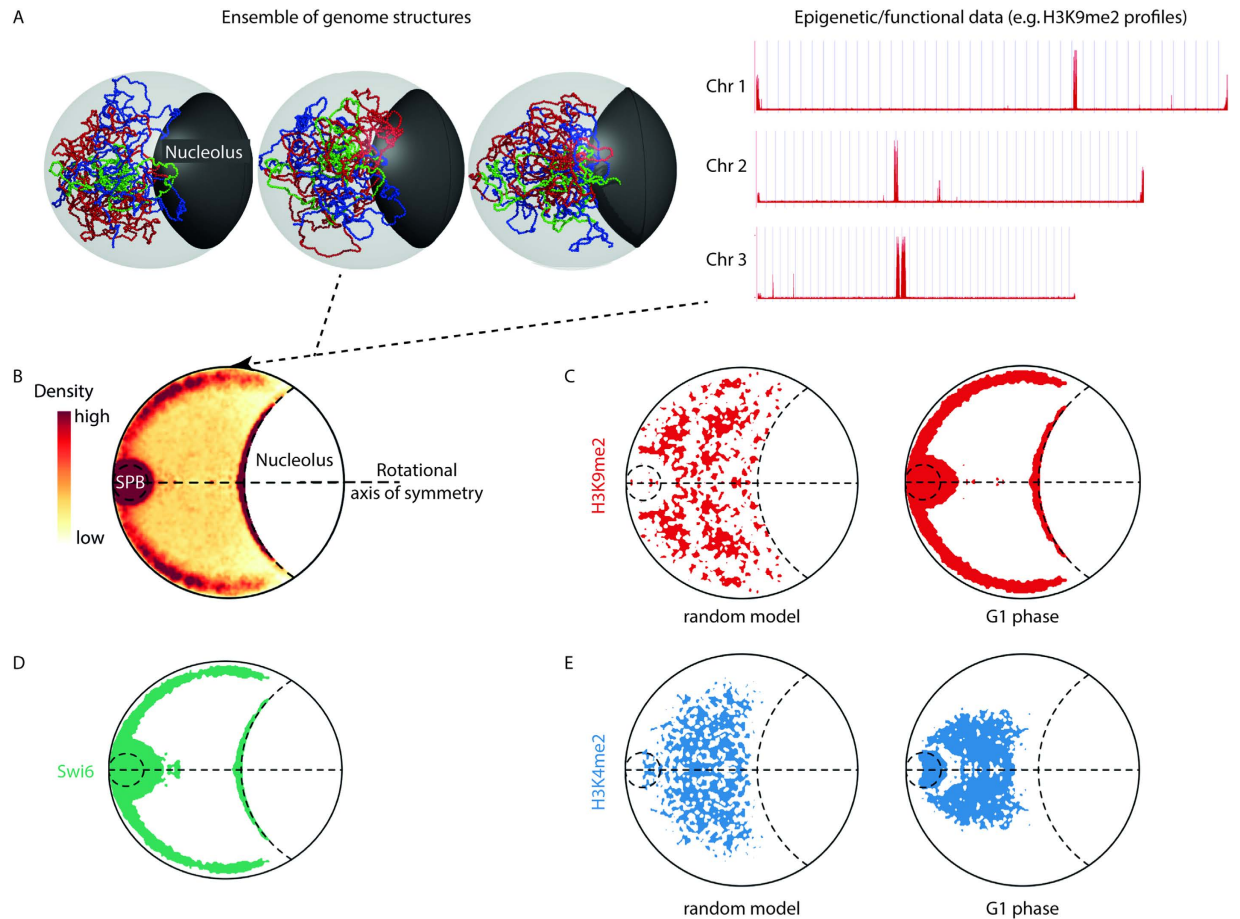 A
Ensemble of genome structures
Epigenetic/functional data (e.g. H3K9me2 profiles)
Nucleolus
Chr 1
Chr 2
Chr 3
B
Density
high
low
SPB
Nucleolus
Rotational
axis of symmetry
C
H3K9me2
random model
G1 phase
D
Swi6
E
H3K4me2
random model
G1 phase